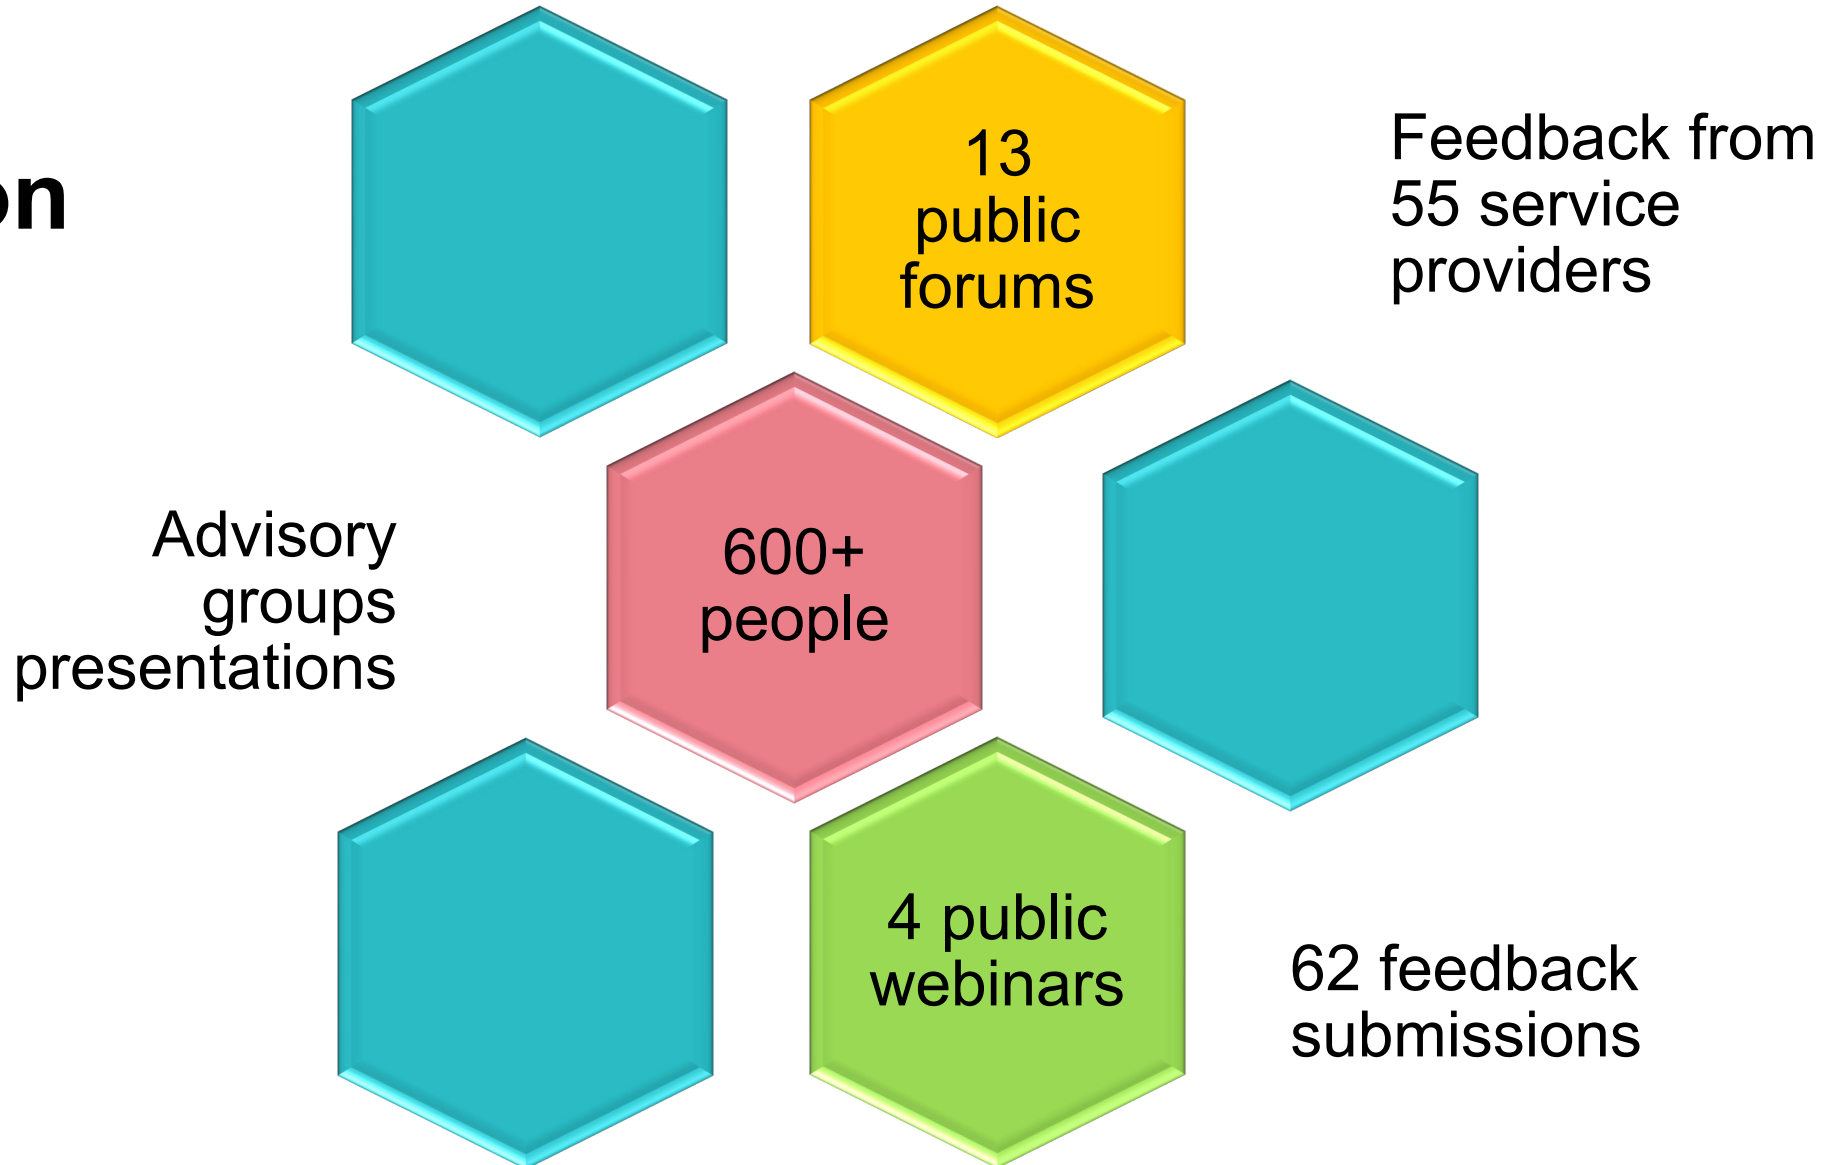 on
13
public
forums
Feedback from
55 service
providers
Advisory
groups
presentations
600+
people
4 public
webinars
62 feedback
submissions